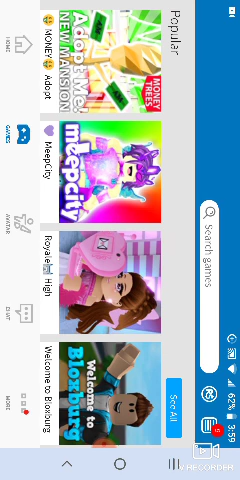 62% 3:59
RECORDER
Search games
9
Popular
See All
MONEY TREES
Adopt Me!
NEW MANSION
meepcity
Welcome to
Bloxburg
🤑 MONEY 🤑 Adopt
💜 MeepCity
Royale🏰 High
Welcome to Bloxburg
HOME
GAMES
AVATAR
CHAT
MORE